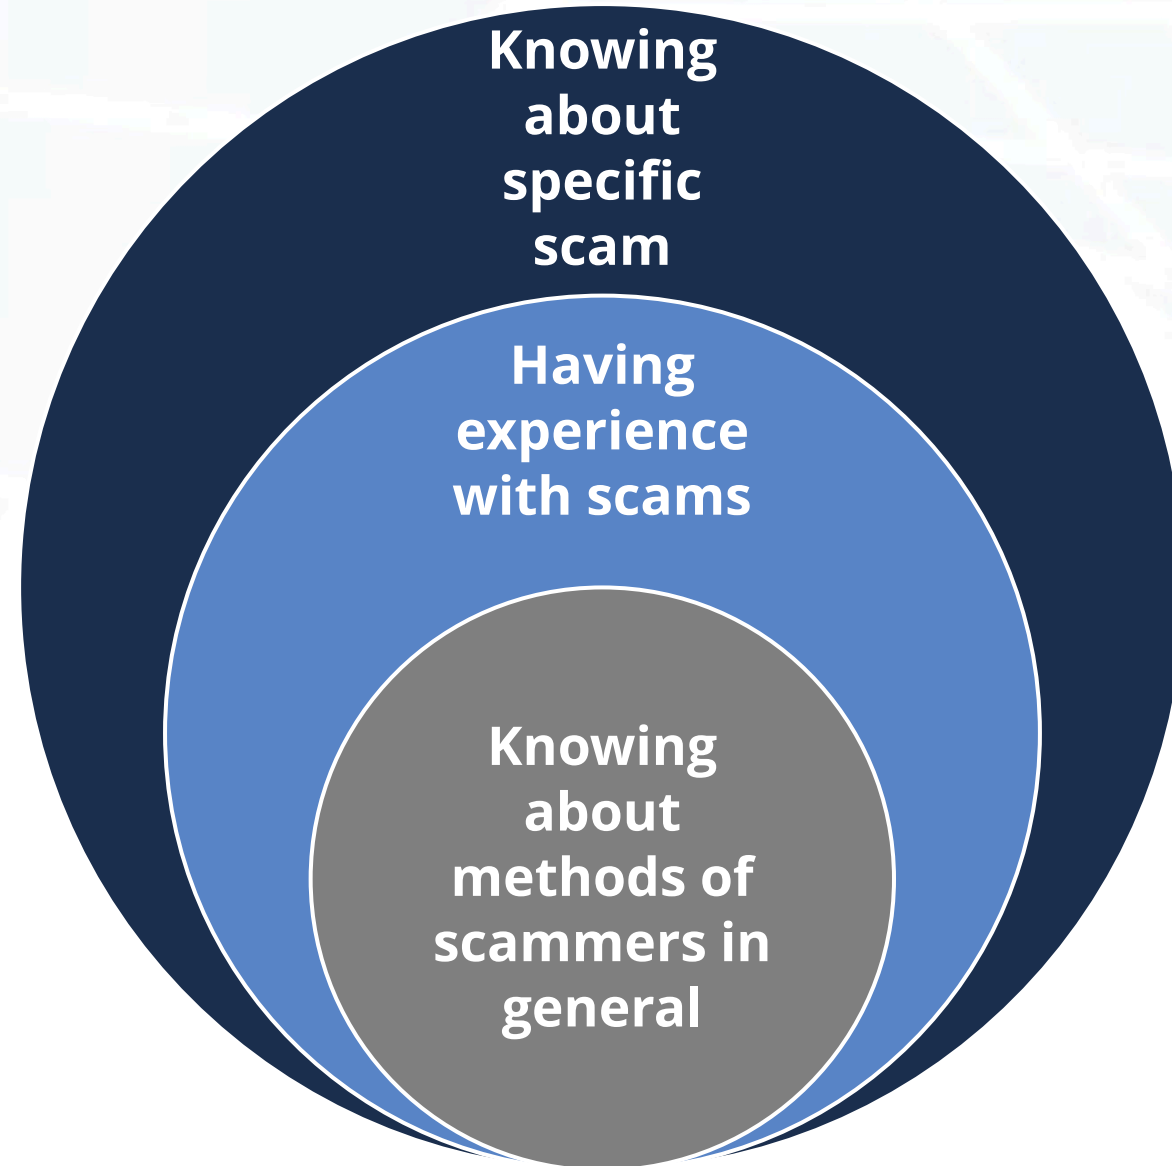 Knowing
about
specific
scam
Having
experience
with scams
Knowing
about
methods of
scammers in
general